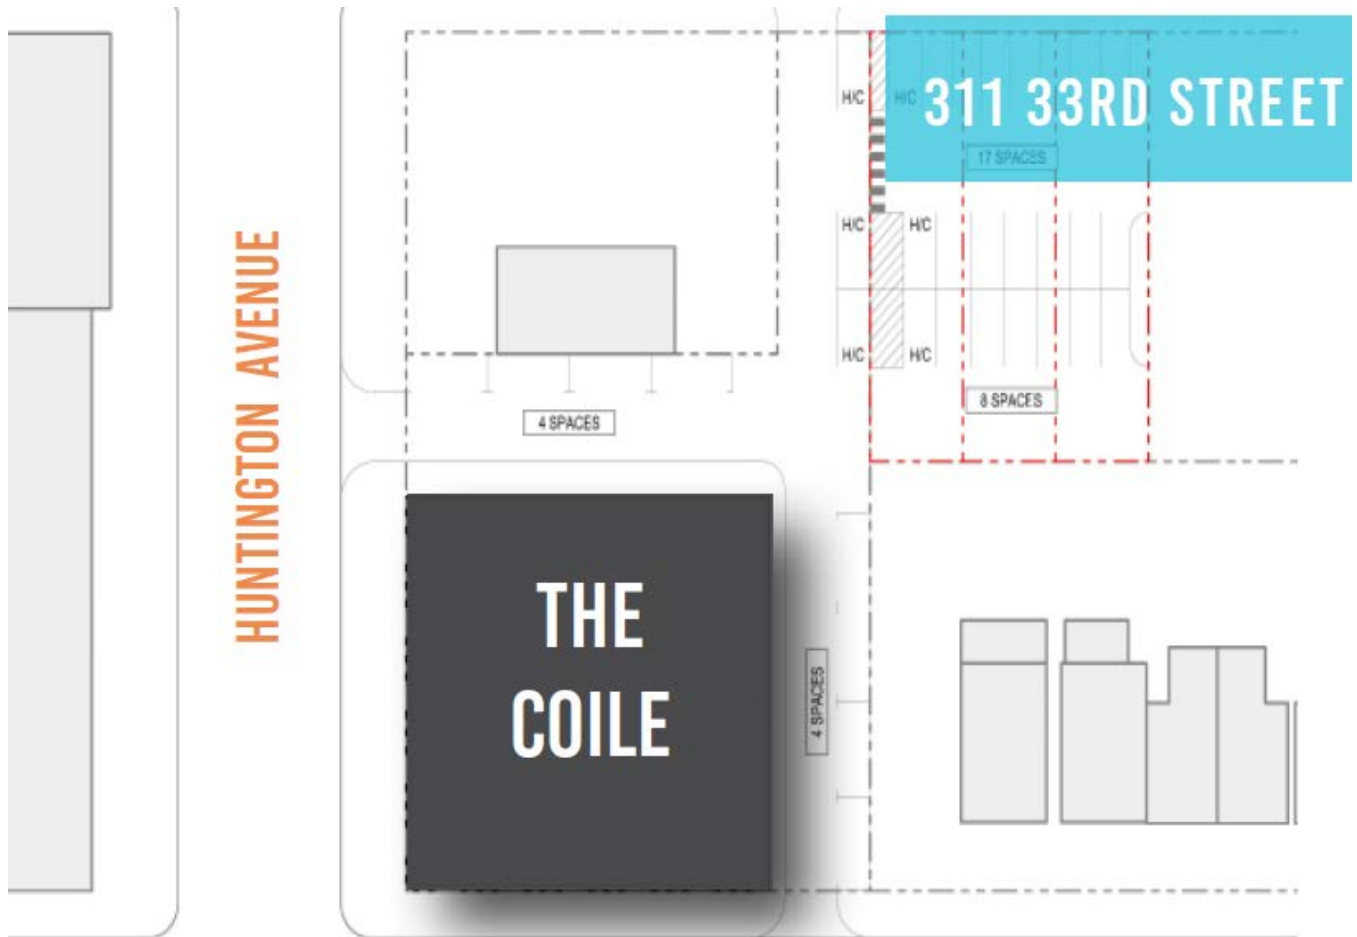 311 33RD STREET
H/C
H/C
17 SPACES
H/C
H/C
H/C
H/C
8 SPACES
4 SPACES
HUNTINGTON AVENUE
THE
COILE
4 SPACES